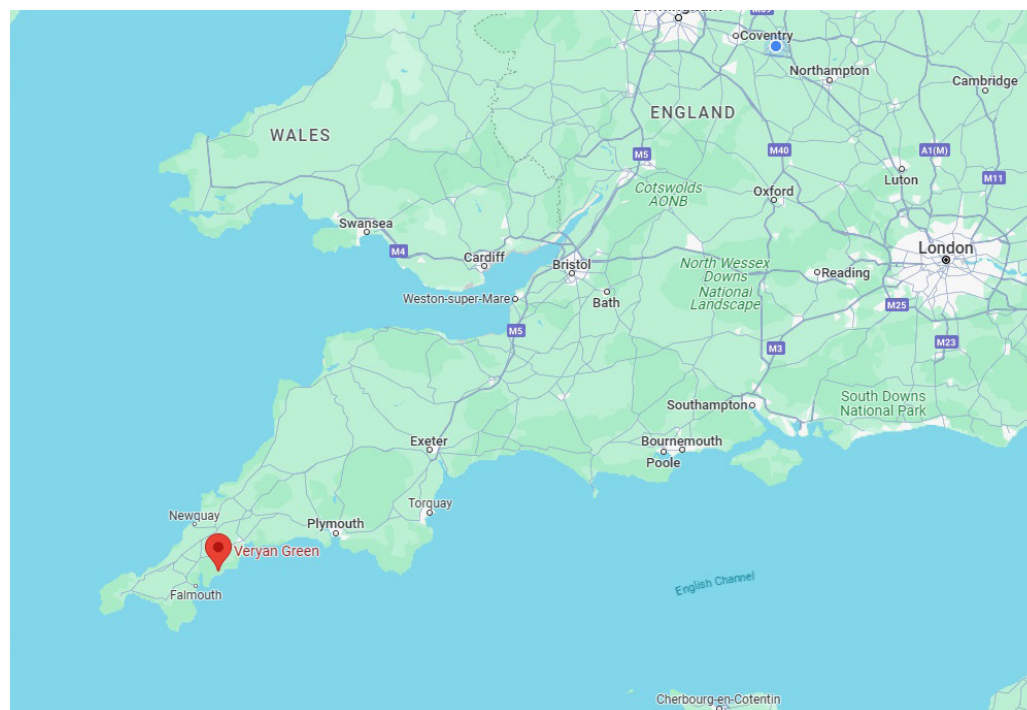 Coventry
Northampton
Cambridge
ENGLAND
WALES
M5
M40
A1(M)
M11
Luton
Cotswolds
AONB
Oxford
Swansea
M4
Cardiff
Bristol
London
North Wessex
Downs
National
Landscape
Reading
Weston-super-Mare
Bath
M25
M5
M3
M23
Southampton
South Downs
National Park
Exeter
Bournemouth
Poole
Torquay
Newquay
Plymouth
Veryan Green
Falmouth
English Channel
Cherbourg-en-Cotentin